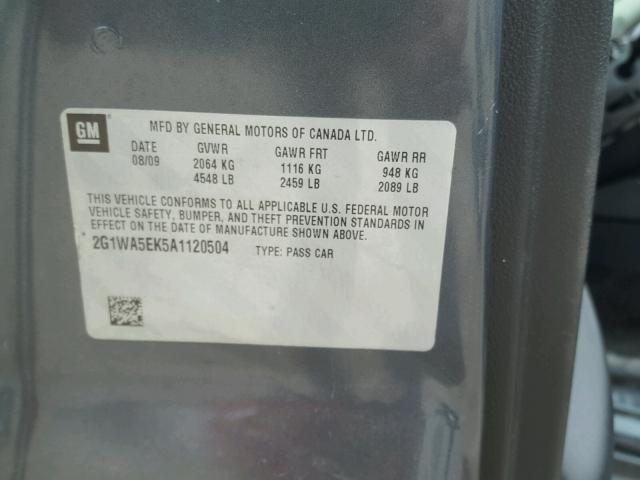 GM
MFD BY GENERAL MOTORS OF CANADA LTD.
DATE GVWR GAWR FRT GAWR RR
08/09 2064 KG 1116 KG 948 KG
4548 LB 2459 LB 2089 LB
THIS VEHICLE CONFORMS TO ALL APPLICABLE U.S. FEDERAL MOTOR
VEHICLE SAFETY, BUMPER, AND THEFT PREVENTION STANDARDS IN
EFFECT ON THE DATE OF MANUFACTURE SHOWN ABOVE.
2G1WA5EK5A1120504 TYPE: PASS CAR